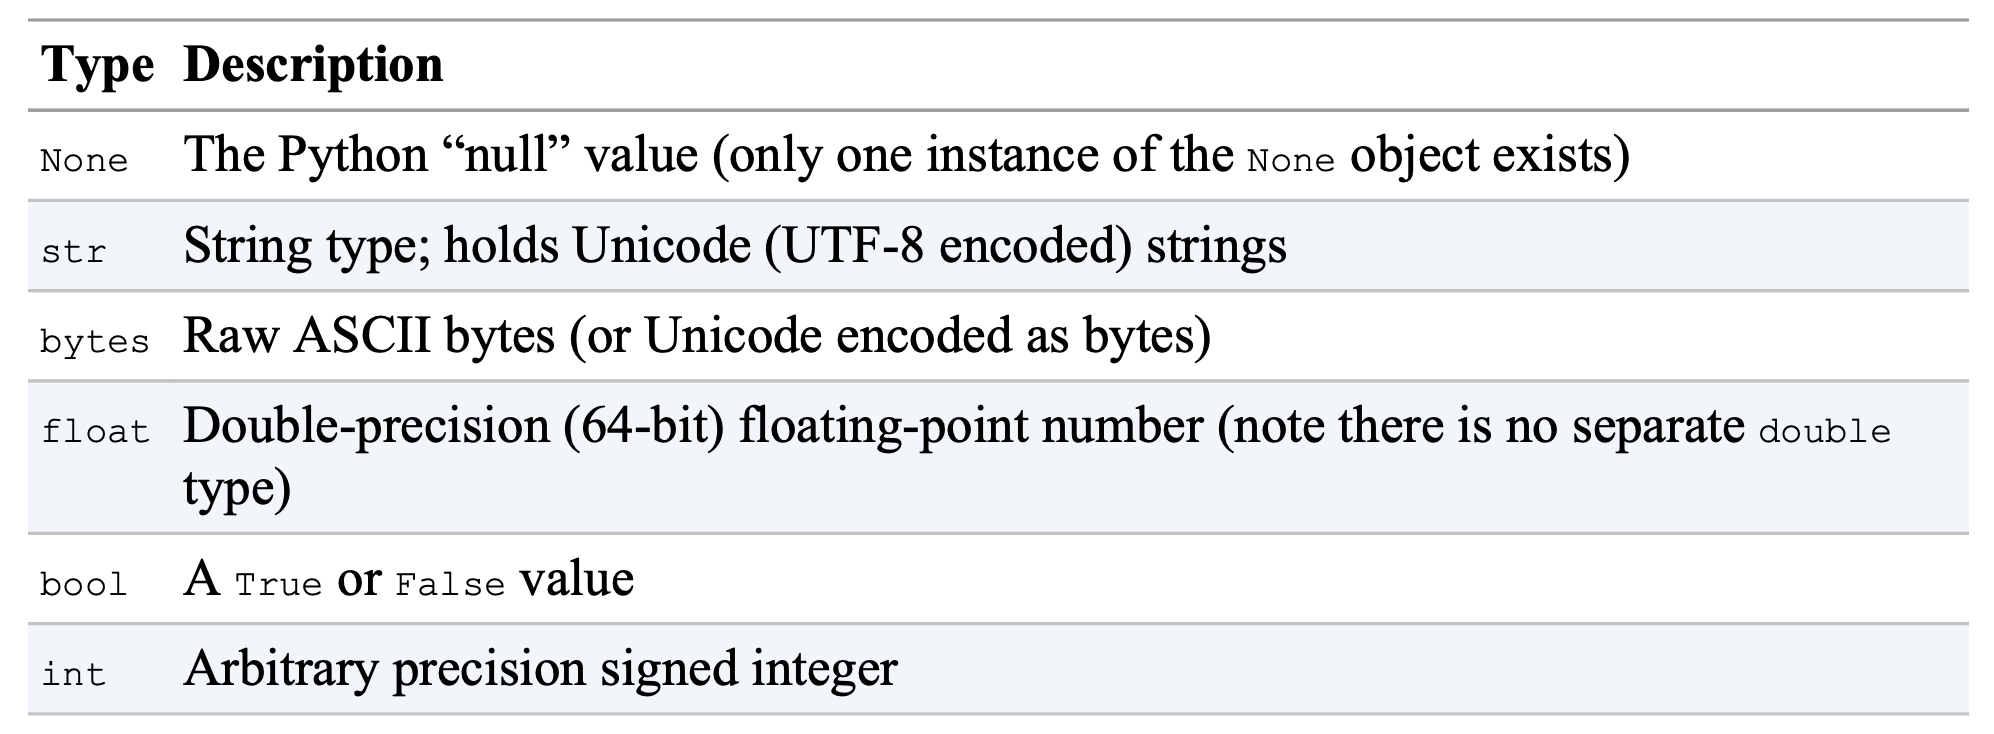 Type Description
None The Python “null” value (only one instance of the None object exists)
str String type; holds Unicode (UTF-8 encoded) strings
bytes Raw ASCII bytes (or Unicode encoded as bytes)
float Double-precision (64-bit) floating-point number (note there is no separate double
type)
bool A True or False value
int Arbitrary precision signed integer